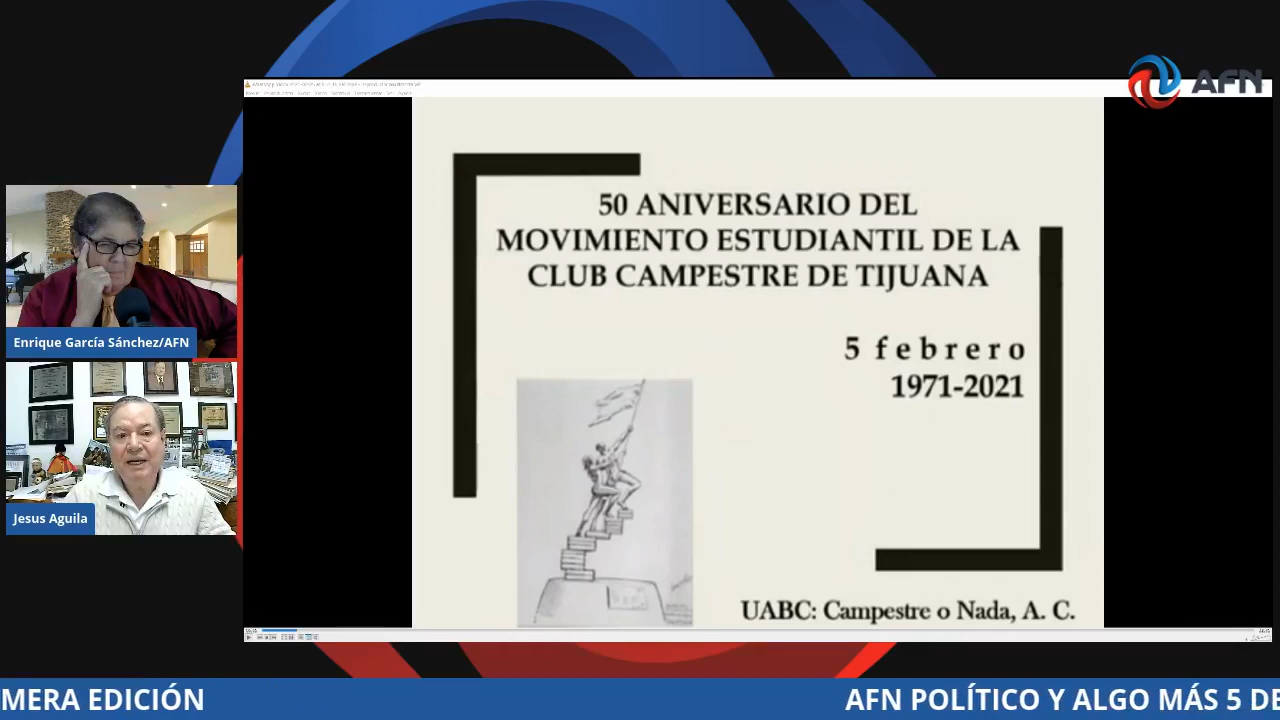 AFN
50 ANIVERSARIO DEL
MOVIMIENTO ESTUDIANTIL DE LA
CLUB CAMPESTRE DE TIJUANA
5 febrero
1971-2021
UABC: Campestre o Nada, A. C.
Enrique García Sánchez/AFN
Jesus Aguila
MERA EDICIÓN
AFN POLÍTICO Y ALGO MÁS 5 DE